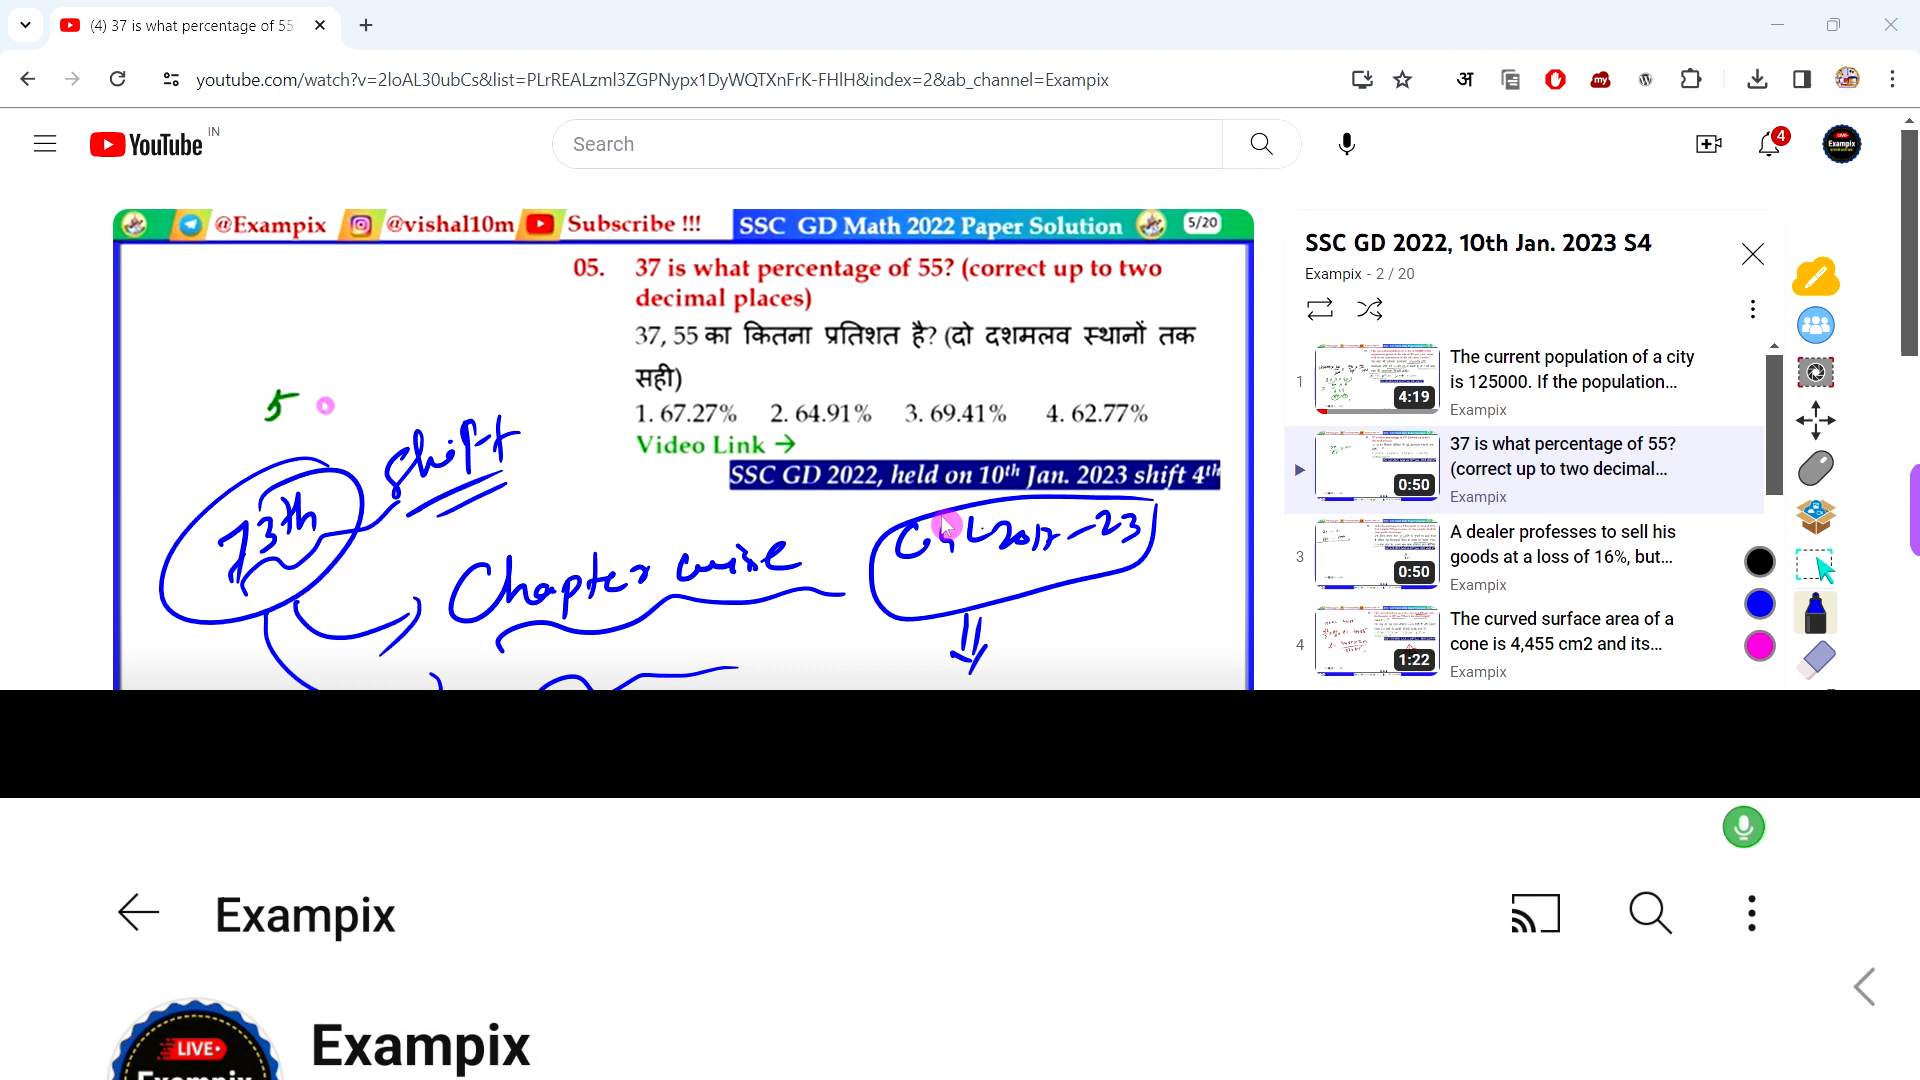 (4) 37 is what percentage of 55
youtube.com/watch?v=2loAL30ubCs&list=PLrREALzml3ZGPNypx1DyWQTXnFrK-FHlH&index=2&ab_channel=Exampix
अ
my
YouTube IN
Search
4
LIVE
Exampix
@Exampix @vishal10m Subscribe !!! SSC GD Math 2022 Paper Solution 5/20
05. 37 is what percentage of 55? (correct up to two
decimal places)
37, 55 का कितना प्रतिशत है? (दो दशमलव स्थानों तक
सही)
1. 67.27% 2. 64.91% 3. 69.41% 4. 62.77%
Video Link →
SSC GD 2022, held on 10th Jan. 2023 shift 4th
5
shift
73th
Chapter wise
SSC GD 2022, 10th Jan. 2023 S4
Exampix - 2 / 20
1
4:19
The current population of a city
is 125000. If the population...
Exampix
0:50
37 is what percentage of 55?
(correct up to two decimal...
Exampix
3
0:50
A dealer professes to sell his
goods at a loss of 16%, but...
Exampix
4
1:22
The curved surface area of a
cone is 4,455 cm2 and its...
Exampix
Exampix
LIVE
Exampix